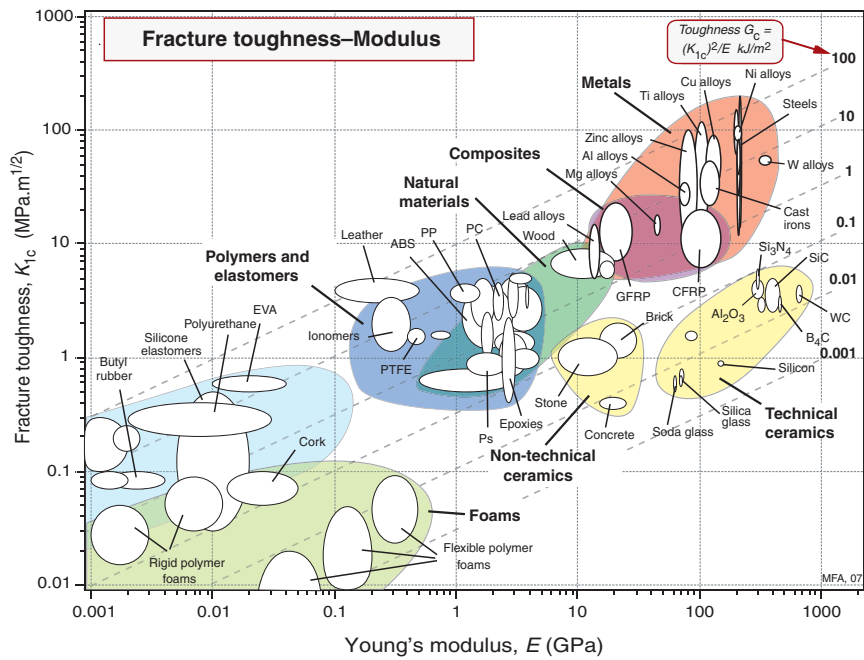 1000
Fracture toughness–Modulus
Toughness Gc =
(K1c)2/E kJ/m2
100
Metals
Cu alloys
Ni alloys
Ti alloys
Steels
100
10
Zinc alloys
Composites
Al alloys
W alloys
Mg alloys
1
Natural
materials
Cast
irons
Lead alloys
PP
PC
Wood
Leather
ABS
0.1
10
Polymers and
elastomers
Si3N4
SiC
GFRP
CFRP
0.01
EVA
Polyurethane
Al2O3
WC
Silicone
elastomers
Ionomers
Brick
B4C
Butyl
rubber
PTFE
0.001
1
Silicon
Stone
Technical
ceramics
Ps
Epoxies
Concrete
Soda glass
Silica
glass
Cork
Non-technical
ceramics
0.1
Foams
Flexible polymer
foams
Rigid polymer
foams
MFA, 07
0.01
0.001
0.01
0.1
1
10
100
1000
Fracture toughness, K1c (MPa.m1/2)
Young's modulus, E (GPa)